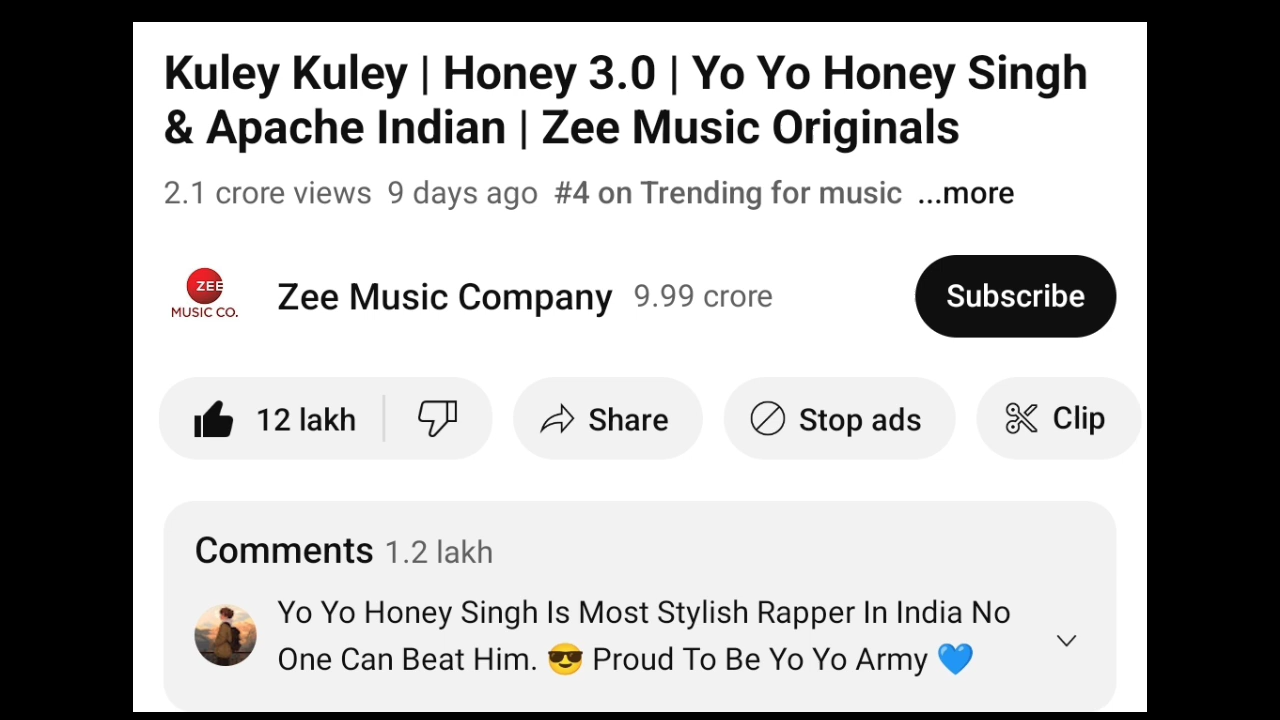 Kuley Kuley | Honey 3.0 | Yo Yo Honey Singh
& Apache Indian | Zee Music Originals
2.1 crore views 9 days ago #4 on Trending for music ...more
ZEE
MUSIC CO.
Zee Music Company 9.99 crore
Subscribe
12 lakh Share Stop ads Clip
Comments 1.2 lakh
Yo Yo Honey Singh Is Most Stylish Rapper In India No
One Can Beat Him. 😎 Proud To Be Yo Yo Army 💙